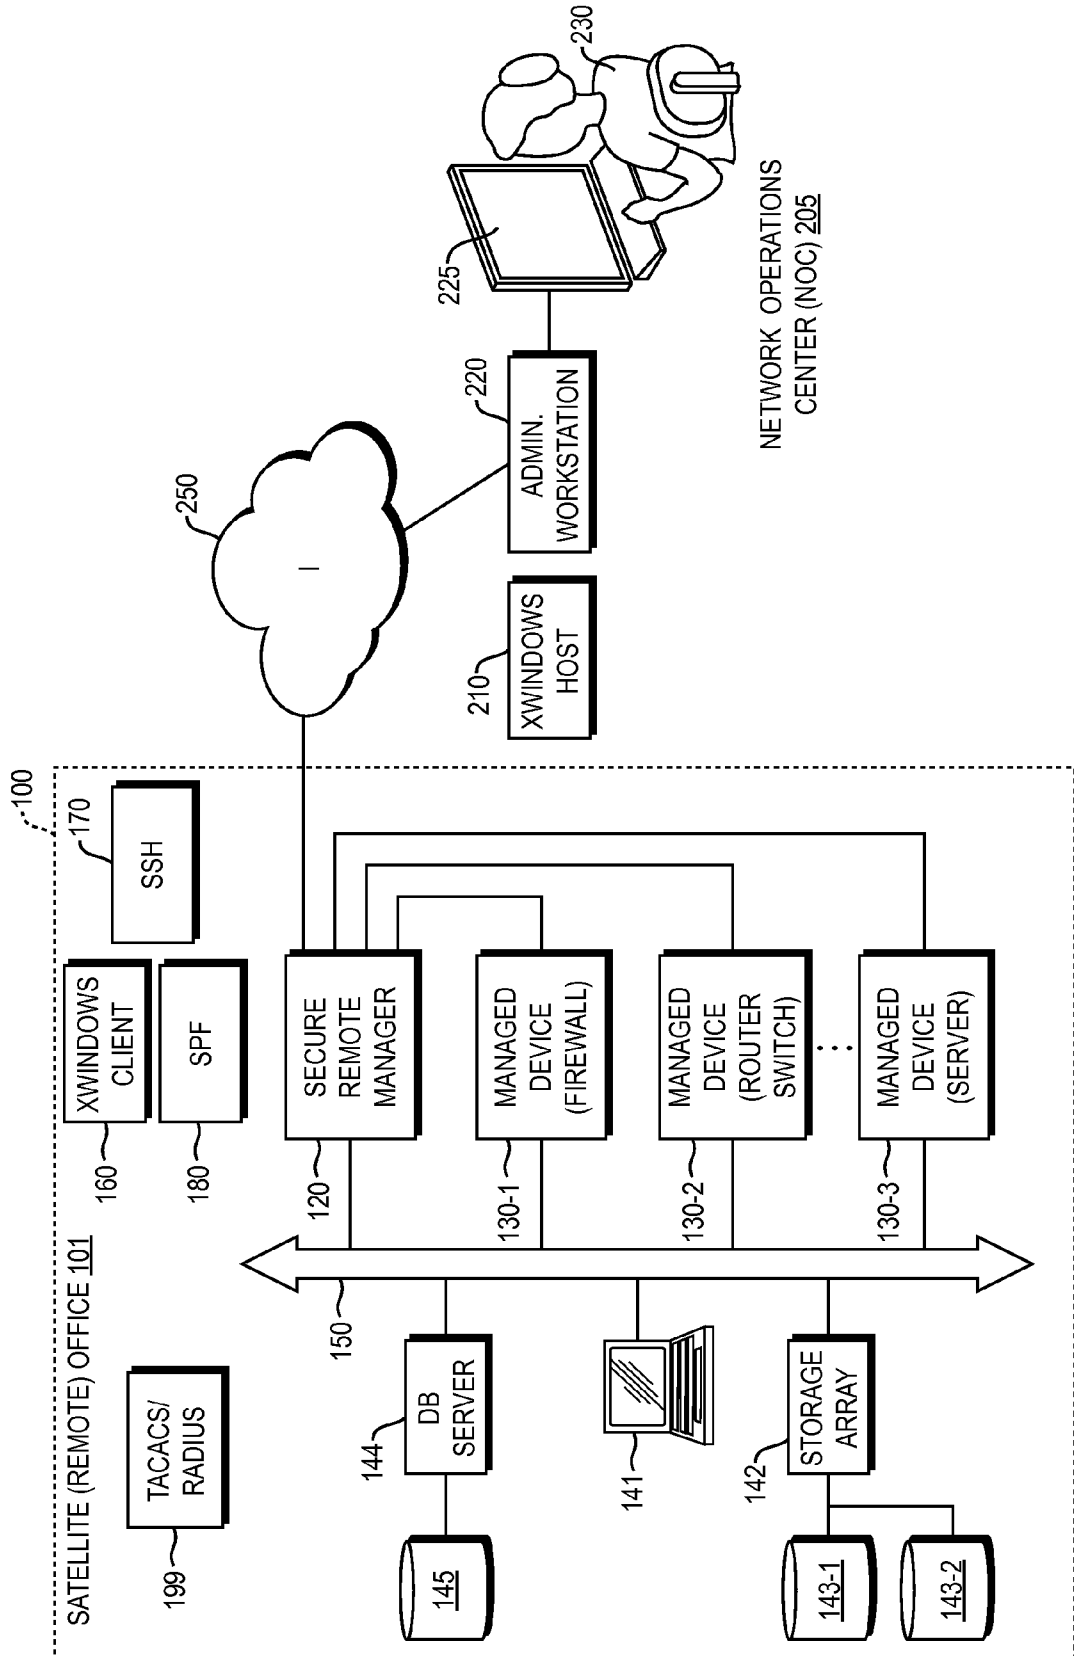 100
SATELLITE (REMOTE) OFFICE 101
TACACS/
RADIUS
199
XWINDOWS
CLIENT
160
SPF
180
SSH
170
SECURE
REMOTE
MANAGER
120
MANAGED
DEVICE
(FIREWALL)
130-1
MANAGED
DEVICE
(ROUTER
SWITCH)
130-2
MANAGED
DEVICE
(SERVER)
130-3
150
DB
SERVER
144
145
141
STORAGE
ARRAY
142
143-1
143-2
250
I
XWINDOWS
HOST
210
ADMIN.
WORKSTATION
220
225
230
NETWORK OPERATIONS
CENTER (NOC) 205